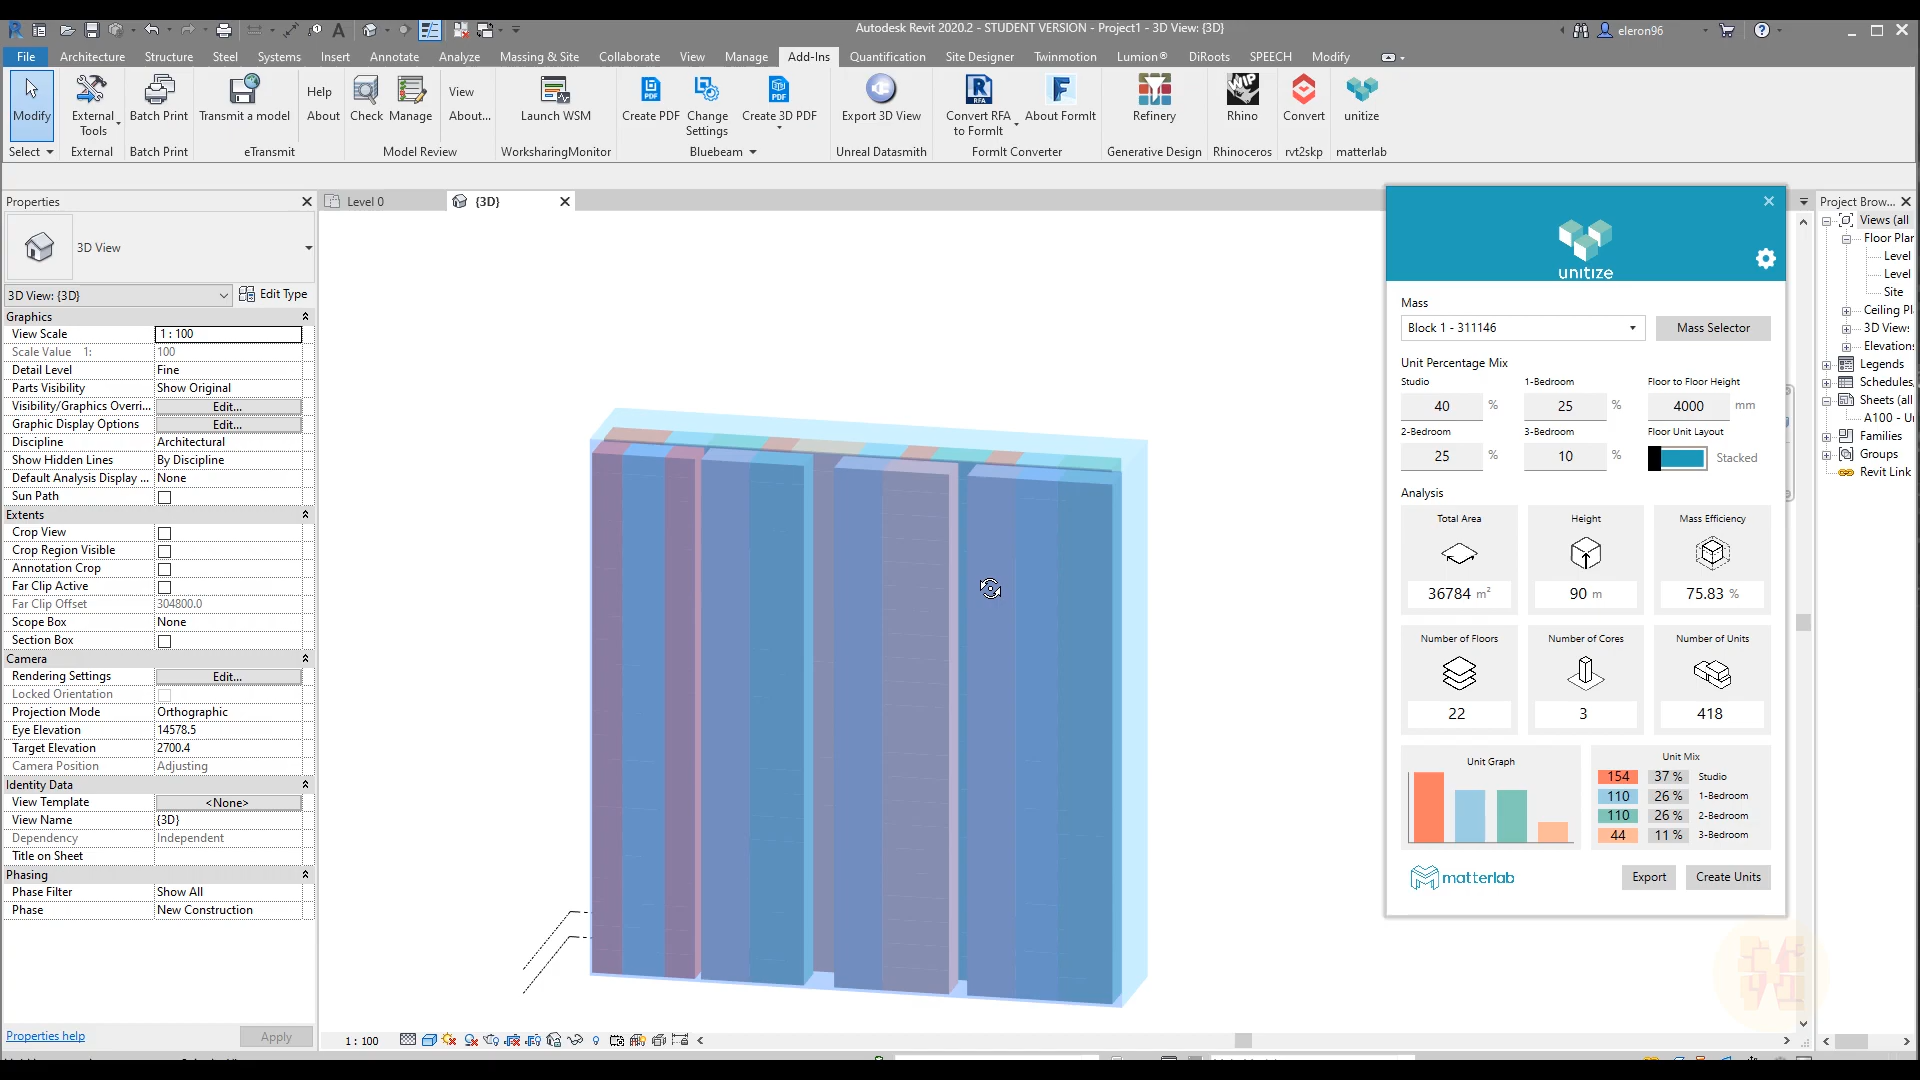 Autodesk Revit 2020.2 - STUDENT VERSION - Project1 - 3D View: {3D}
eleron96
File Architecture Structure Steel Systems Insert Annotate Analyze Massing & Site Collaborate View Manage Add-Ins Quantification Site Designer Twinmotion Lumion® DiRoots SPEECH Modify
Modify
External Tools
Batch Print
Transmit a model
Help
About
Check Manage
View
About...
Launch WSM
Create PDF
Change Settings
Create 3D PDF
Export 3D View
Convert RFA to FormIt
About FormIt
Refinery
Rhino
Convert
unitize
Select External Batch Print eTransmit Model Review WorksharingMonitor Bluebeam Unreal Datasmith FormIt Converter Generative Design Rhinoceros rvt2skp matterlab
Properties
3D View
3D View: {3D} Edit Type
Graphics
View Scale 1 : 100
Scale Value 1: 100
Detail Level Fine
Parts Visibility Show Original
Visibility/Graphics Overri... Edit...
Graphic Display Options Edit...
Discipline Architectural
Show Hidden Lines By Discipline
Default Analysis Display ... None
Sun Path
Extents
Crop View
Crop Region Visible
Annotation Crop
Far Clip Active
Far Clip Offset 304800.0
Scope Box None
Section Box
Camera
Rendering Settings Edit...
Locked Orientation
Projection Mode Orthographic
Eye Elevation 14578.5
Target Elevation 2700.4
Camera Position Adjusting
Identity Data
View Template <None>
View Name {3D}
Dependency Independent
Title on Sheet
Phasing
Phase Filter Show All
Phase New Construction
Properties help Apply
Level 0 {3D}
1 : 100
unitize
Mass
Block 1 - 311146 Mass Selector
Unit Percentage Mix
Studio 1-Bedroom Floor to Floor Height
40 % 25 % 4000 mm
2-Bedroom 3-Bedroom Floor Unit Layout
25 % 10 % Stacked
Analysis
Total Area Height Mass Efficiency
36784 m² 90 m 75.83 %
Number of Floors Number of Cores Number of Units
22 3 418
Unit Graph
Unit Mix
154 37 % Studio
110 26 % 1-Bedroom
110 26 % 2-Bedroom
44 11 % 3-Bedroom
matterlab Export Create Units
Project Brow...
Views (all
Floor Plan
Level
Level
Site
Ceiling Pl
3D Views
Elevations
Legends
Schedules,
Sheets (all
A100 - Un
Families
Groups
Revit Link